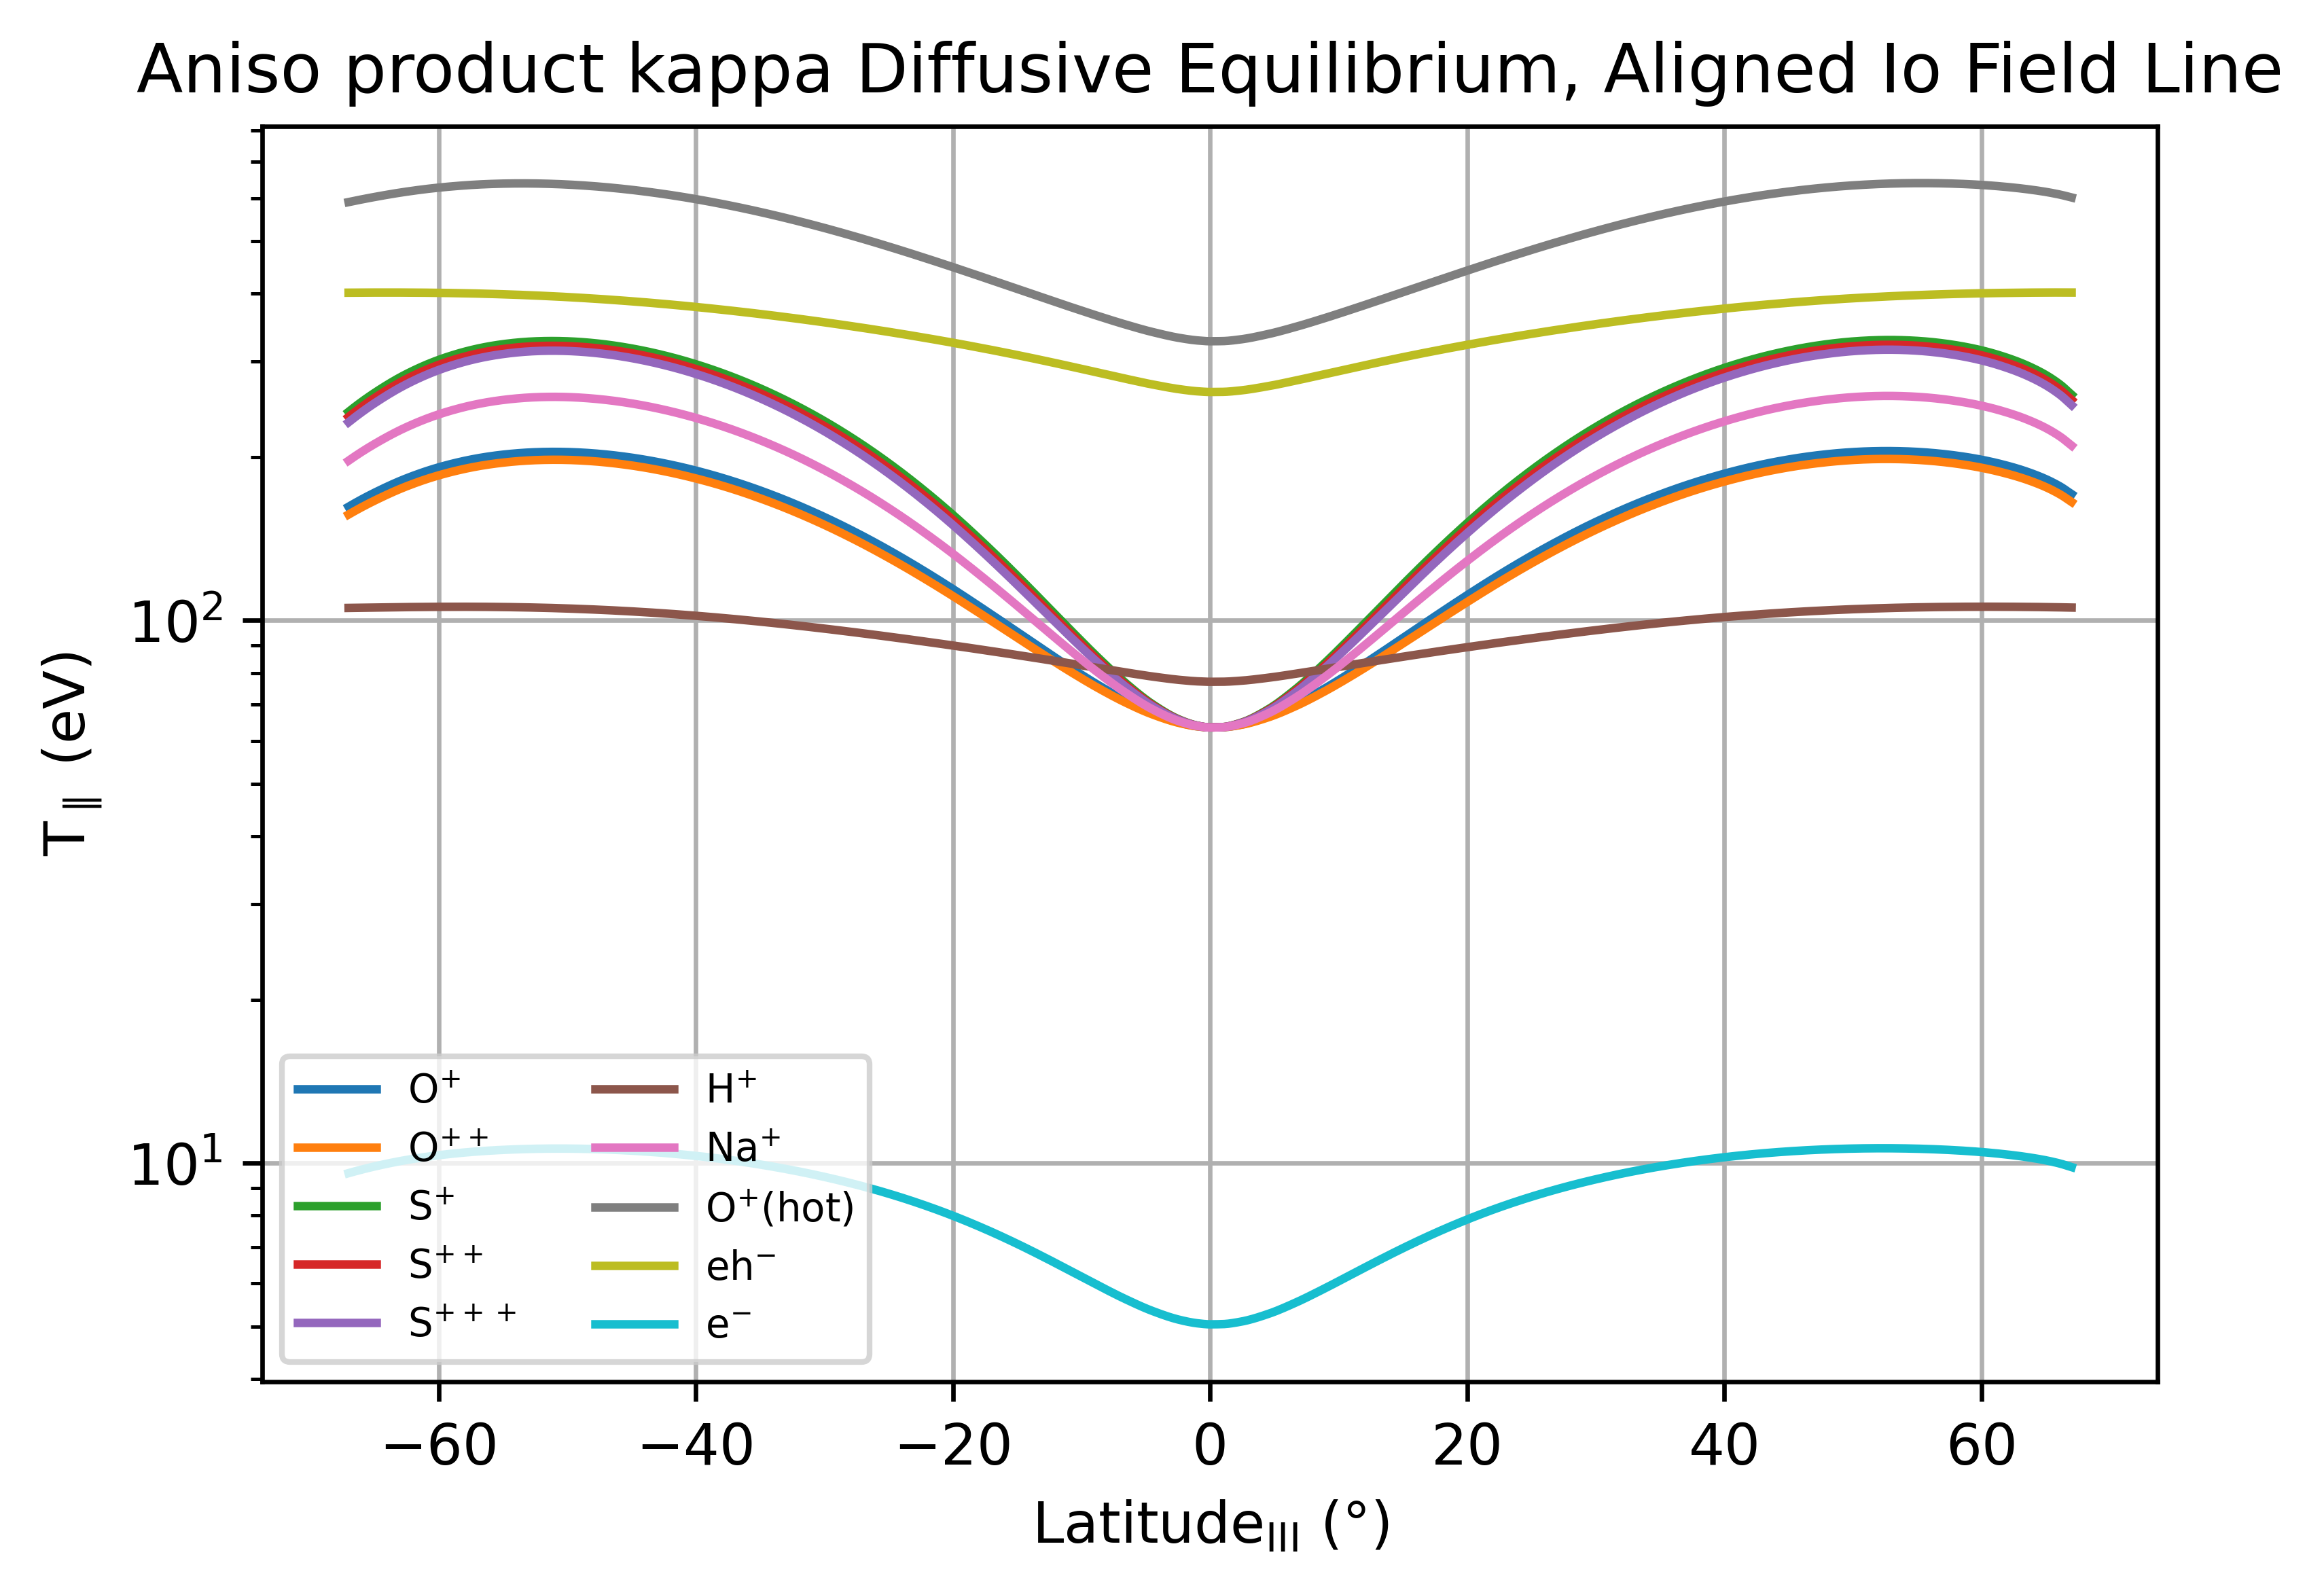 Aniso product kappa Diffusive Equilibrium, Aligned Io Field Line
T∥ (eV)
10²
10¹
O⁺
O⁺⁺
S⁺
S⁺⁺
S⁺⁺⁺
H⁺
Na⁺
O⁺(hot)
eh⁻
e⁻
−60 −40 −20 0 20 40 60
Latitude_III (°)